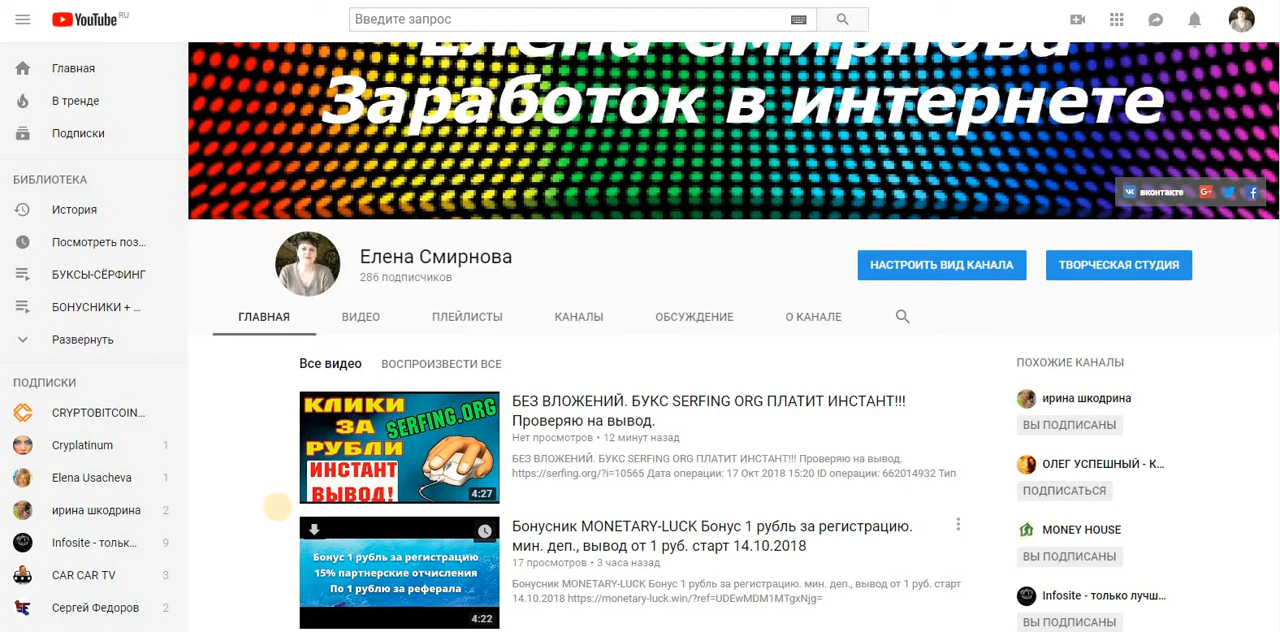 YouTube RU
Введите запрос
Елена Смирнова
Заработок в интернете
вконтакте
G+
Главная
В тренде
Подписки
БИБЛИОТЕКА
История
Посмотреть поз...
БУКСЫ-СЁРФИНГ
БОНУСНИКИ + ...
Развернуть
ПОДПИСКИ
CRYPTOBITCOIN...
Cryplatinum 1
Elena Usacheva 1
ирина шкодрина 2
Infosite - тольк... 9
CAR CAR TV 3
Сергей Федоров 2
Елена Смирнова
286 подписчиков
НАСТРОИТЬ ВИД КАНАЛА
ТВОРЧЕСКАЯ СТУДИЯ
ГЛАВНАЯ ВИДЕО ПЛЕЙЛИСТЫ КАНАЛЫ ОБСУЖДЕНИЕ О КАНАЛЕ
Все видео ВОСПРОИЗВЕСТИ ВСЕ
КЛИКИ
ЗА
РУБЛИ
SERFING.ORG
ИНСТАНТ
ВЫВОД!
4:27
БЕЗ ВЛОЖЕНИЙ. БУКС SERFING ORG ПЛАТИТ ИНСТАНТ!!!
Проверяю на вывод.
Нет просмотров • 12 минут назад
БЕЗ ВЛОЖЕНИЙ. БУКС SERFING ORG ПЛАТИТ ИНСТАНТ!!! Проверяю на вывод.
https://serfing.org/?i=10565 Дата операции: 17 Окт 2018 15:20 ID операции: 662014932 Тип
Бонус 1 рубль за регистрацию
15% партнерские отчисления
По 1 рублю за реферала
4:22
Бонусник MONETARY-LUCK Бонус 1 рубль за регистрацию.
мин. деп., вывод от 1 руб. старт 14.10.2018
17 просмотров • 3 часа назад
Бонусник MONETARY-LUCK Бонус 1 рубль за регистрацию. мин. деп., вывод от 1 руб. старт
14.10.2018 https://monetary-luck.win/?ref=UDEwMDM1MTgxNjg=
ПОХОЖИЕ КАНАЛЫ
ирина шкодрина
ВЫ ПОДПИСАНЫ
ОЛЕГ УСПЕШНЫЙ - К...
ПОДПИСАТЬСЯ
MONEY HOUSE
ВЫ ПОДПИСАНЫ
Infosite - только лучш...
ВЫ ПОДПИСАНЫ